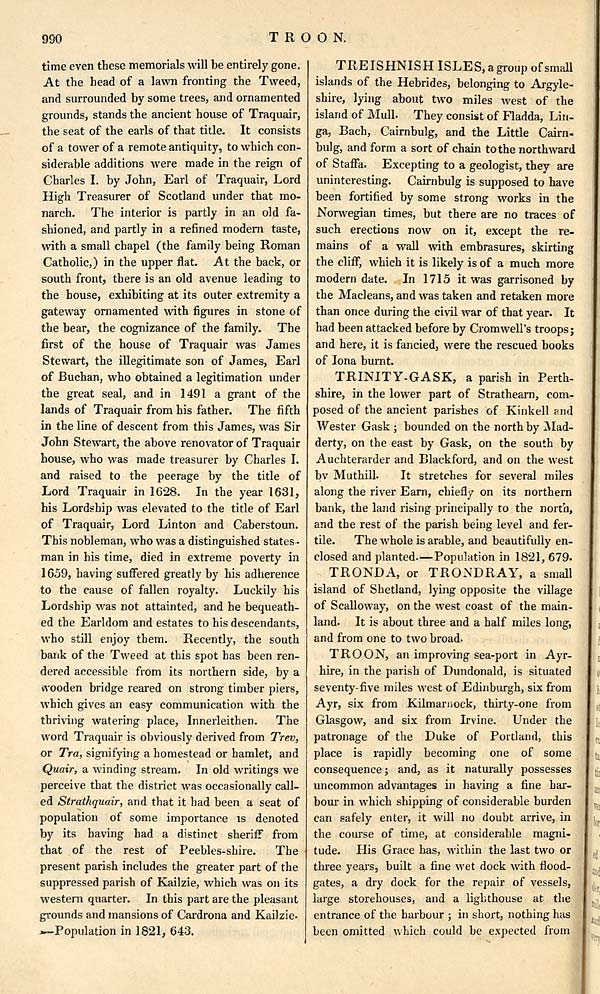 990
TROON.
time even these memorials will be entirely gone.
At the head of a lawn fronting the Tweed,
and surrounded by some trees, and ornamented
grounds, stands the ancient house of Traquair,
the seat of the earls of that title. It consists
of a tower of a remote antiquity, to which con-
siderable additions were made in the reign of
Charles I. by John, Earl of Traquair, Lord
High Treasurer of Scotland under that mo-
narch. The interior is partly in an old fa-
shioned, and partly in a refined modern taste,
with a small chapel (the family being Roman
Catholic,) in the upper flat. At the back, or
south front, there is an old avenue leading to
the house, exhibiting at its outer extremity a
gateway ornamented with figures in stone of
the bear, the cognizance of the family. The
first of the house of Traquair was James
Stewart, the illegitimate son of James, Earl
of Buchan, who obtained a legitimation under
the great seal, and in 1491 a grant of the
lands of Traquair from his father. The fifth
in the line of descent from this James, was Sir
John Stewart, the above renovator of Traquair
house, who was made treasurer by Charles I.
and raised to the peerage by the title of
Lord Traquair in 1628. In the year 1631,
his Lordship was elevated to the title of Earl
of Traquair, Lord Linton and Caberstoun.
This nobleman, who was a distinguished states-
man in his time, died in extreme poverty in
1659, having suffered greatly by his adherence
to the cause of fallen royalty. Luckily his
Lordship was not attainted, and he bequeath-
ed the Earldom and estates to his descendants,
who still enjoy them. Recently, the south
bank of the Tweed at this spot has been ren-
dered accessible from its northern side, by a
wooden bridge reared on strong timber piers,
which gives an easy communication with the
thriving watering place, Innerleithen. The
word Traquair is obviously derived from Trev,
or Tra, signifying a homestead or hamlet, and
Quair, a winding stream. In old writings we
perceive that the district was occasionally call-
ed Strathquair, and that it had been a seat of
population of some importance is denoted
by its having had a distinct sheriff from
that of the rest of Peebles-shire. The
present parish includes the greater part of the
suppressed parish of Kailzie, which was on its
western quarter. In this part are the pleasant
grounds and mansions of Cardrona and Kailzie.
—Population in 1821, 643.
TREISHNISH ISLES, a group of small
islands of the Hebrides, belonging to Argyle-
shire, lying about two miles west of the
island of Mull. They consist of Fladda, Lin-
ga, Bach, Cairnbulg, and the Little Cairn-
bulg, and form a sort of chain to the northward
of Staffa. Excepting to a geologist, they are
uninteresting. Cairnbulg is supposed to have
been fortified by some strong works in the
Norwegian times, but there are no traces of
such erections now on it, except the re-
mains of a wall with embrasures, skirting
the cliff, which it is likely is of a much more
modern date. In 1715 it was garrisoned by
the Macleans, and was taken and retaken more
than once during the civil war of that year. It
had been attacked before by Cromwell's troops;
and here, it is fancied, were the rescued books
of Iona burnt.
TRINITY-GASK, a parish in Perth-
shire, in the lower part of Strathearn, com-
posed of the ancient parishes of Kinkell and
Wester Gask; bounded on the north by Mad-
derty, on the east by Gask, on the south by
Auchterarder and Blackford, and on the west
by Muthill. It stretches for several miles
along the river Earn, chiefly on its northern
bank, the land rising principally to the north,
and the rest of the parish being level and fer-
tile. The whole is arable, and beautifully en-
closed and planted.—Population in 1821, 679.
TRONDA, or TRONDRAY, a small
island of Shetland, lying opposite the village
of Scalloway, on the west coast of the main-
land. It is about three and a half miles long,
and from one to two broad.
TROON, an improving sea-port in Ayr-
hire, in the parish of Dundonald, is situated
seventy-five miles west of Edinburgh, six from
Ayr, six from Kilmarnock, thirty-one from
Glasgow, and six from Irvine. Under the
patronage of the Duke of Portland, this
place is rapidly becoming one of some
consequence; and, as it naturally possesses
uncommon advantages in having a fine har-
bour in which shipping of considerable burden
can safely enter, it will no doubt arrive, in
the course of time, at considerable magni-
tude. His Grace has, within the last two or
three years, built a fine wet dock with flood-
gates, a dry dock for the repair of vessels,
large storehouses, and a lighthouse at the
entrance of the harbour; in short, nothing has
been omitted which could be expected from